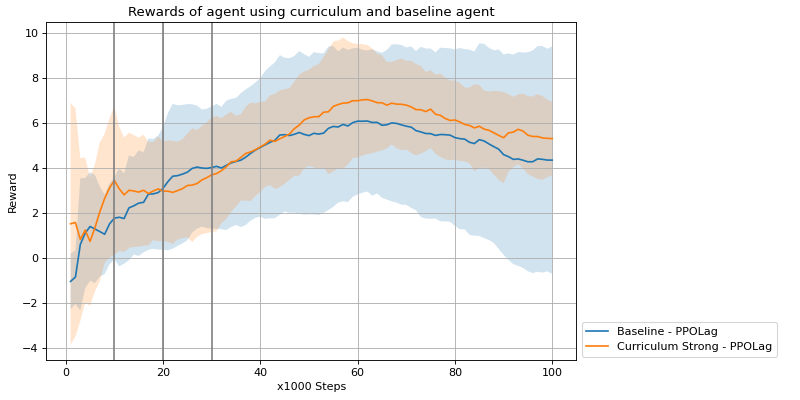 Rewards of agent using curriculum and baseline agent
10
8
6
4
2
0
−2
−4
Reward
0 20 40 60 80 100
x1000 Steps
Baseline - PPOLag
Curriculum Strong - PPOLag